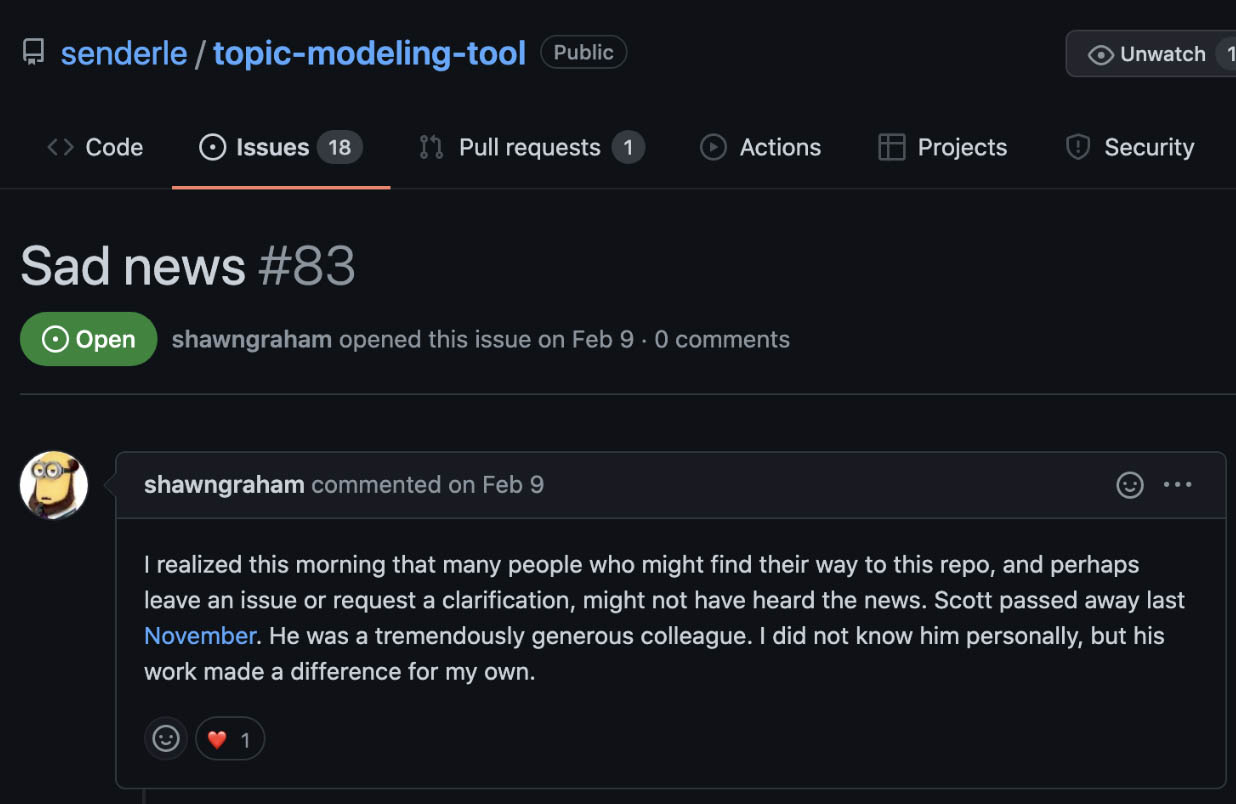 senderle / topic-modeling-tool Public Unwatch 1
Code Issues 18 Pull requests 1 Actions Projects Security
Sad news #83
Open shawngraham opened this issue on Feb 9 · 0 comments
shawngraham commented on Feb 9
I realized this morning that many people who might find their way to this repo, and perhaps
leave an issue or request a clarification, might not have heard the news. Scott passed away last
November. He was a tremendously generous colleague. I did not know him personally, but his
work made a difference for my own.
❤️ 1